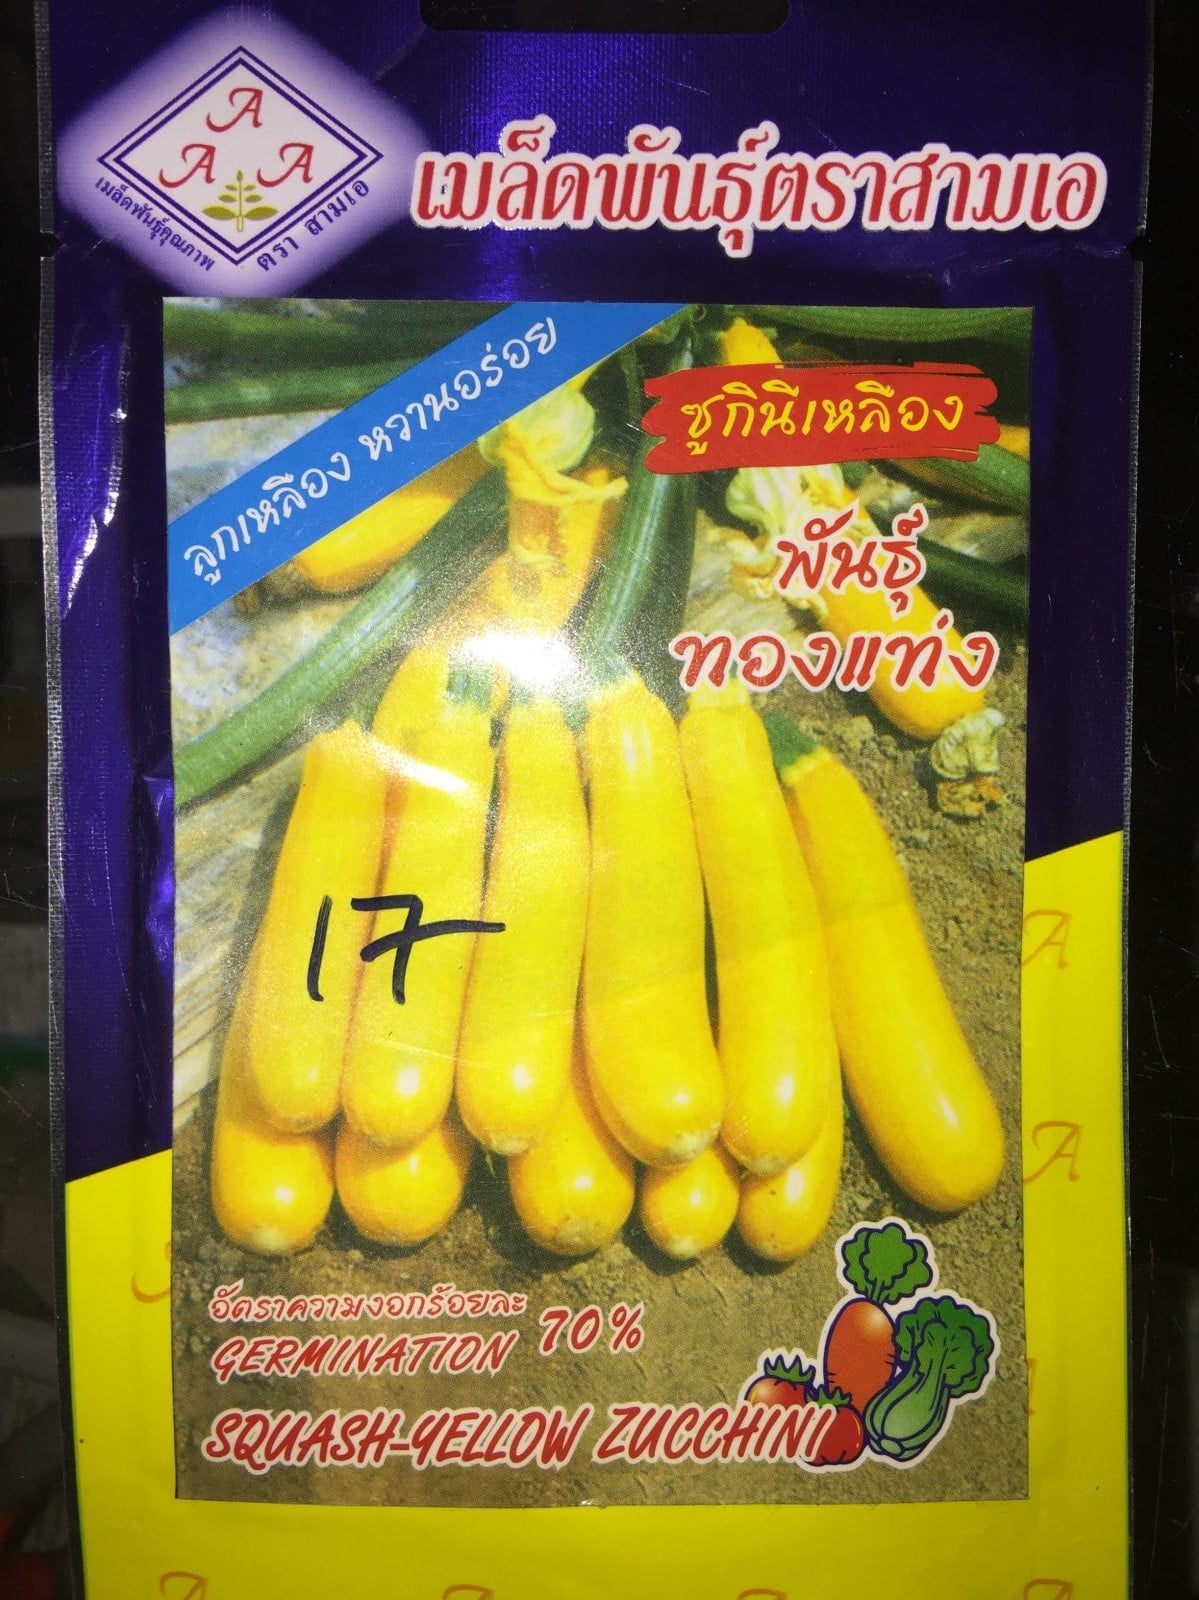 A
A A
เมล็ดพันธุ์คุณภาพ ตรา สามเอ
เมล็ดพันธุ์ตราสามเอ
ลูกเหลือง หวานอร่อย
ซูกินีเหลือง
พันธุ์
ทองแท่ง
17
A
A
อัตราความงอกร้อยละ
GERMINATION 70%
SQUASH-YELLOW ZUCCHINI
A A A A